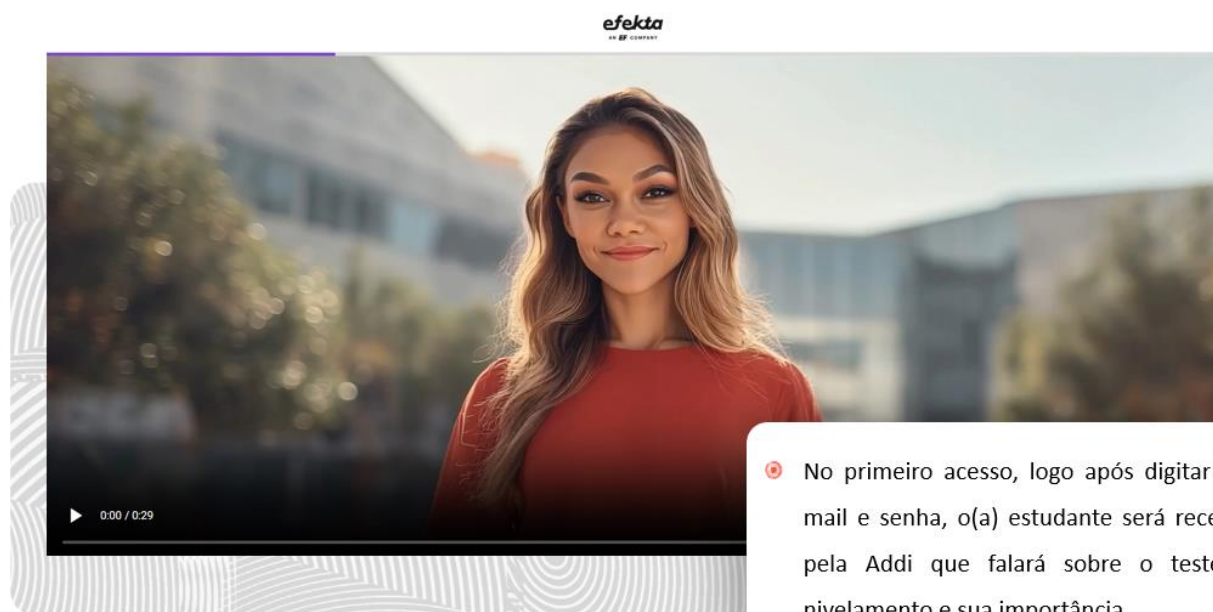 efekta
AN EF COMPANY
0:00 / 0:29
No primeiro acesso, logo após digitar
mail e senha, o(a) estudante será rece
pela Addi que falará sobre o teste
nivelamento e sua importância